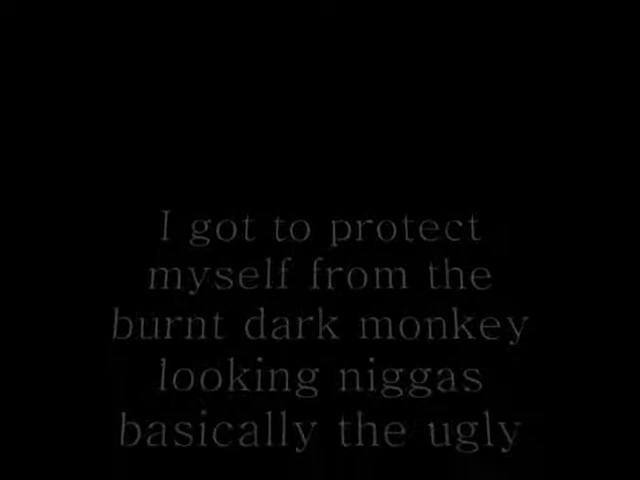 I got to protect
myself from the
burnt dark monkey
looking niggas
basically the ugly